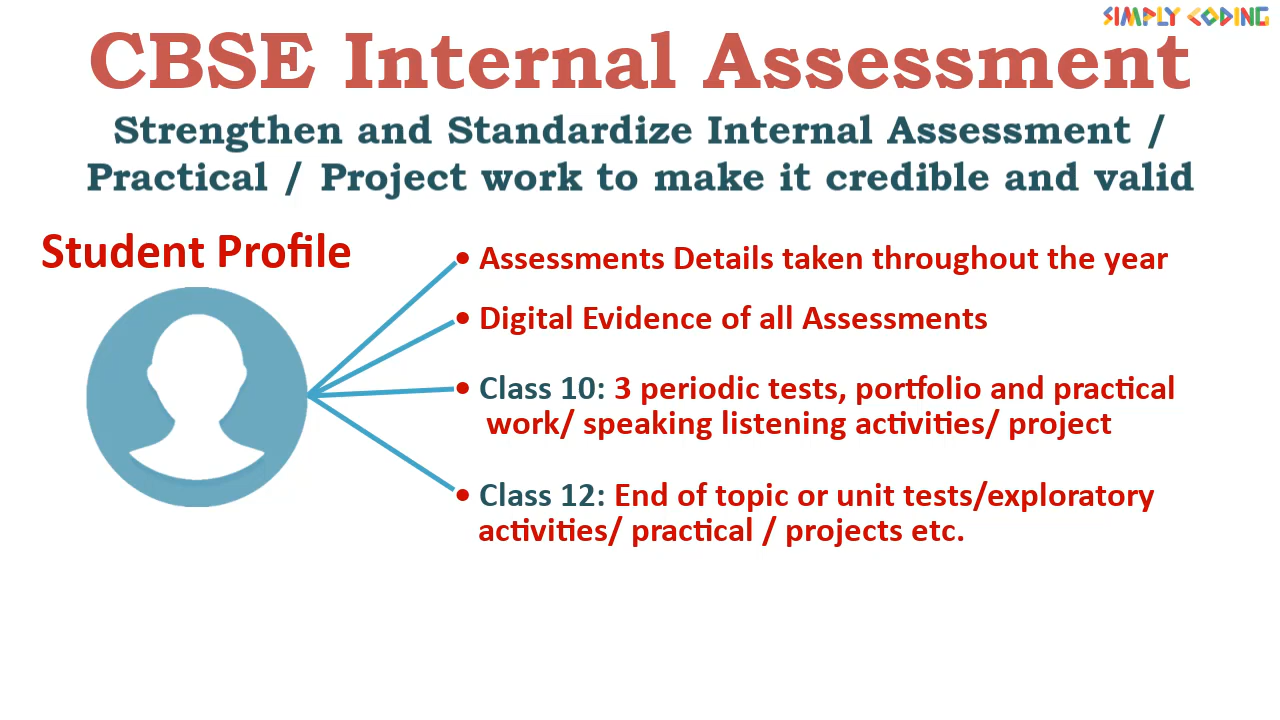 SIMPLY CODING
CBSE Internal Assessment
Strengthen and Standardize Internal Assessment /
Practical / Project work to make it credible and valid
Student Profile
• Assessments Details taken throughout the year
• Digital Evidence of all Assessments
• Class 10: 3 periodic tests, portfolio and practical
work/ speaking listening activities/ project
• Class 12: End of topic or unit tests/exploratory
activities/ practical / projects etc.